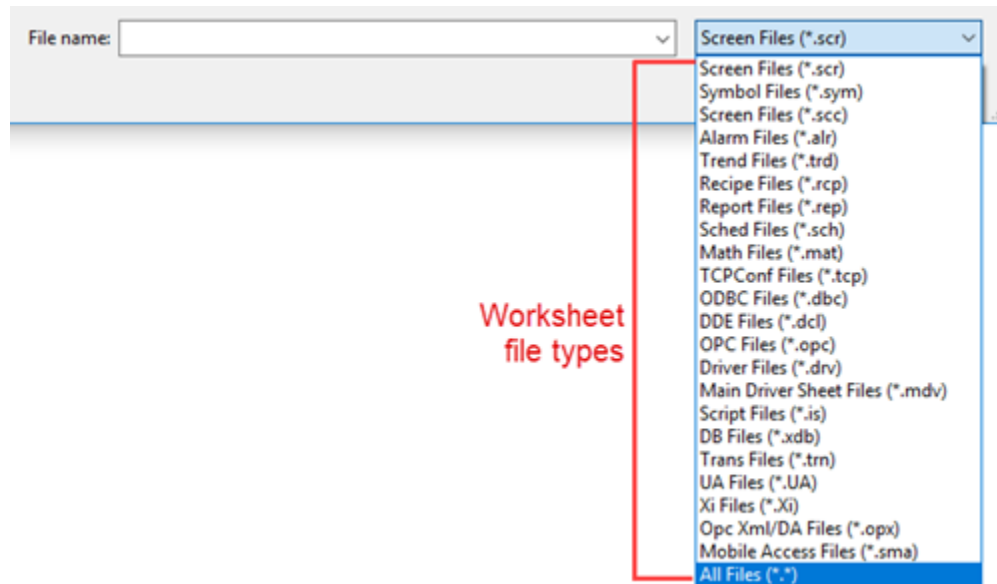 File name:
Screen Files (*.scr)
Screen Files (*.scr)
Symbol Files (*.sym)
Screen Files (*.scc)
Alarm Files (*.alr)
Trend Files (*.trd)
Recipe Files (*.rcp)
Report Files (*.rep)
Sched Files (*.sch)
Math Files (*.mat)
TCPConf Files (*.tcp)
ODBC Files (*.dbc)
DDE Files (*.dcl)
OPC Files (*.opc)
Driver Files (*.drv)
Main Driver Sheet Files (*.mdv)
Script Files (*.is)
DB Files (*.xdb)
Trans Files (*.trn)
UA Files (*.UA)
Xi Files (*.Xi)
Opc Xml/DA Files (*.opx)
Mobile Access Files (*.sma)
All Files (*.*)
Worksheet
file types